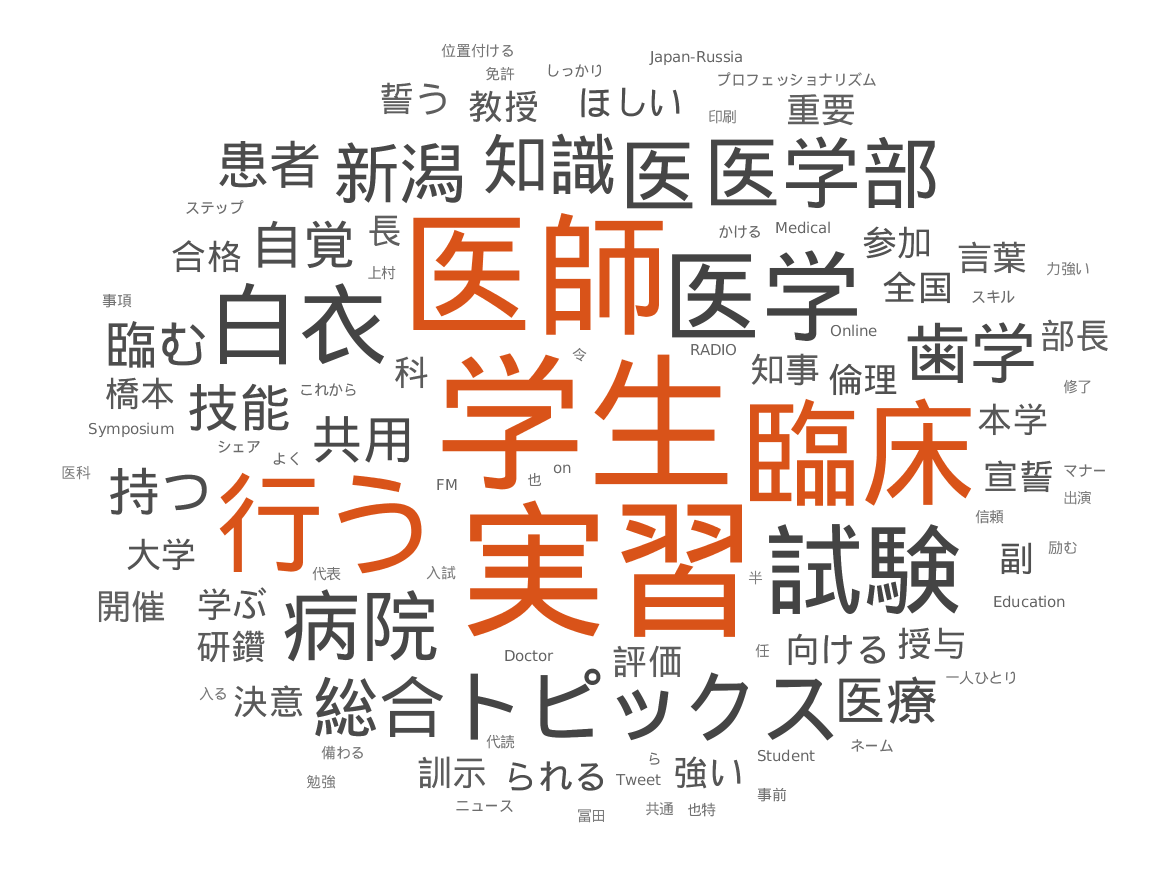 位置付ける
Japan-Russia
免許
しっかり
プロフェッショナリズム
誓う
教授
ほしい
印刷
重要
患者
新潟
知識
医
医学部
ステップ
合格
自覚
長
医師
かける
Medical
参加
言葉
上村
医学
全国
力強い
スキル
事項
臨む
白衣
Online
歯学
部長
RADIO
令
科
学生
知事
倫理
修了
橋本
技能
これから
臨床
本学
Symposium
シェア
よく
共用
on
医科
持つ
行う
FM
也
宣誓
マナー
出演
実習
信頼
大学
試験
副
励む
代表
入試
半
Education
開催
学ぶ
病院
研鑽
Doctor
評価
任
向ける
授与
一人ひとり
入る
決意
総合
トピックス
医療
備わる
代読
ら
Student
ネーム
勉強
訓示
られる
Tweet
強い
事前
ニュース
冨田
共通
也特